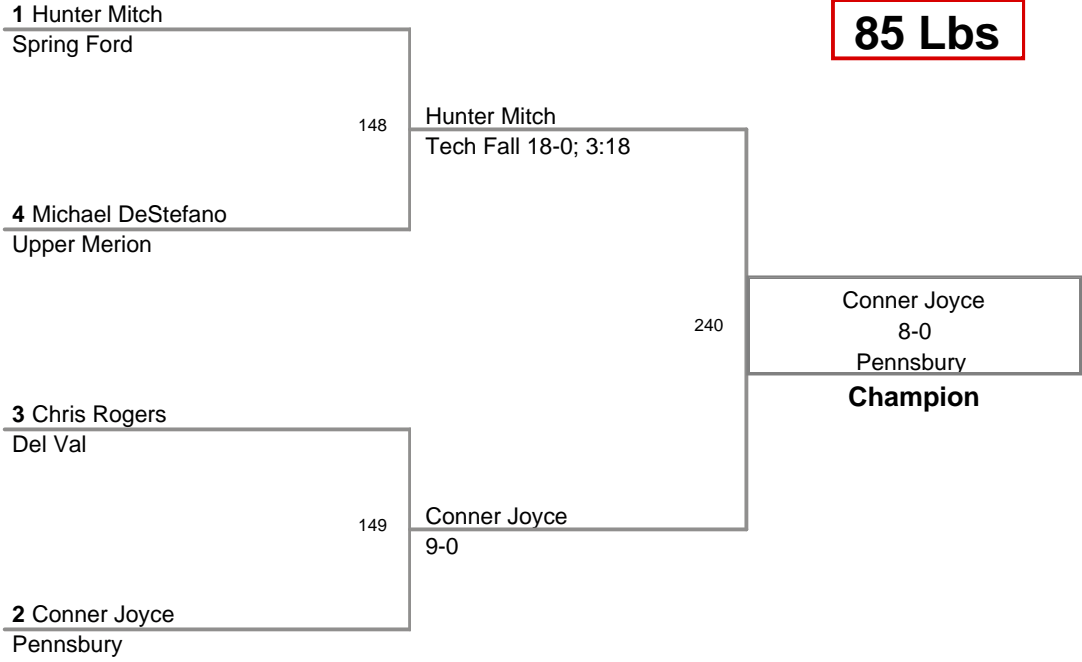 1 Hunter Mitch
Spring Ford
85 Lbs
148
Hunter Mitch
Tech Fall 18-0; 3:18
4 Michael DeStefano
Upper Merion
240
Conner Joyce
8-0
Pennsbury
Champion
3 Chris Rogers
Del Val
149
Conner Joyce
9-0
2 Conner Joyce
Pennsbury